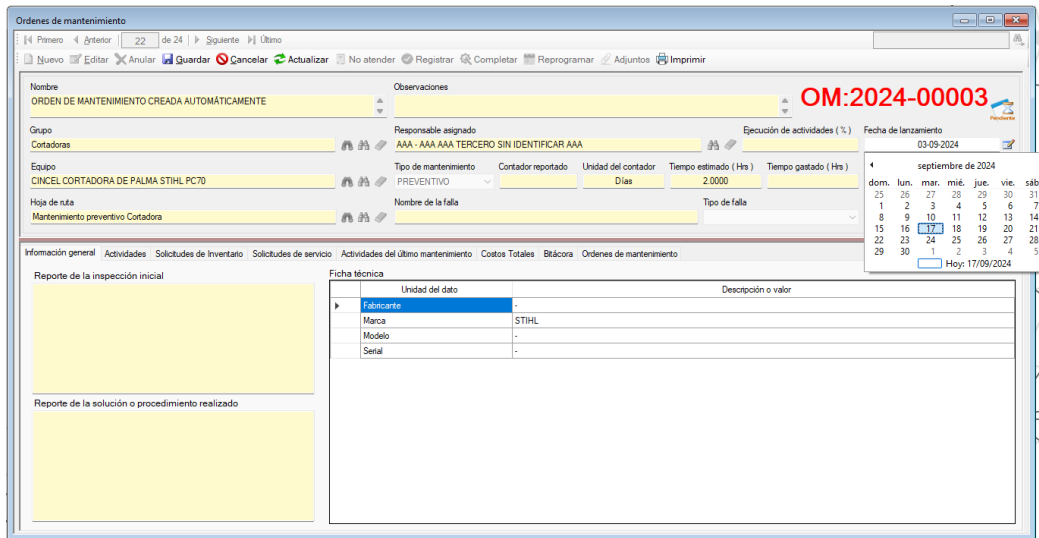 Ordenes de mantenimiento
Primero Anterior 22 de 24 Siguiente Último
Nuevo Editar Anular Guardar Cancelar Actualizar No atender Registrar Completar Reprogramar Adjuntos Imprimir
Nombre Observaciones
ORDEN DE MANTENIMIENTO CREADA AUTOMÁTICAMENTE
OM:2024-00003
Pendiente
Grupo Responsable asignado Ejecución de actividades ( % ) Fecha de lanzamiento
Cortadoras AAA - AAA AAA TERCERO SIN IDENTIFICAR AAA 03-09-2024
Equipo Tipo de mantenimiento Contador reportado Unidad del contador Tiempo estimado ( Hrs ) Tiempo gastado ( Hrs )
CINCEL CORTADORA DE PALMA STIHL PC70 PREVENTIVO Días 2.0000
Hoja de ruta Nombre de la falla Tipo de falla
Mantenimiento preventivo Cortadora
septiembre de 2024
dom. lun. mar. mié. jue. vie. sáb
25 26 27 28 29 30 31
1 2 3 4 5 6 7
8 9 10 11 12 13 14
15 16 17 18 19 20 21
22 23 24 25 26 27 28
29 30 1 2 3 4 5
Hoy: 17/09/2024
Información general Actividades Solicitudes de Inventario Solicitudes de servicio Actividades del último mantenimiento Costos Totales Bitácora Ordenes de mantenimiento
Reporte de la inspección inicial
Ficha técnica
Unidad del dato Descripción o valor
Fabricante -
Marca STIHL
Modelo -
Serial -
Reporte de la solución o procedimiento realizado